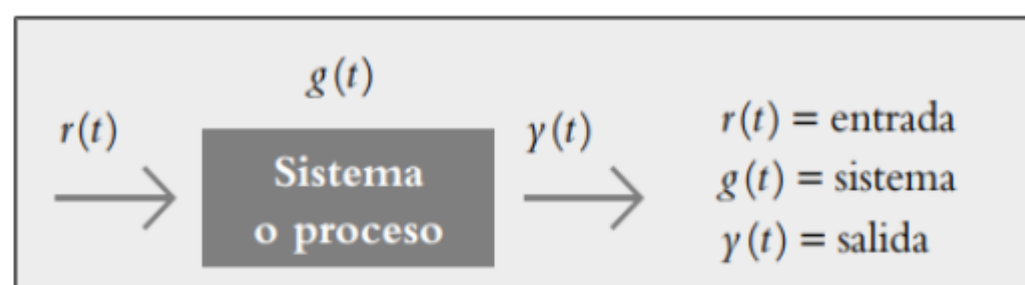 g(t)
r(t)
Sistema
o proceso
γ(t)
r(t) = entrada
g(t) = sistema
γ(t) = salida